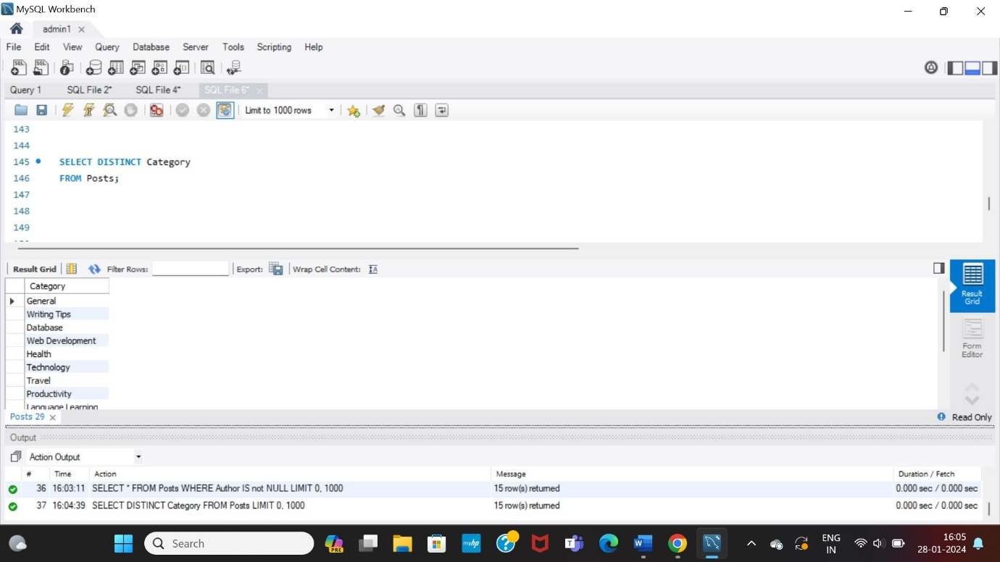 MySQL Workbench
admin1
File Edit View Query Database Server Tools Scripting Help
Query 1 SQL File 2* SQL File 4* SQL File 6*
Limit to 1000 rows
143
144
145 SELECT DISTINCT Category
146 FROM Posts;
147
148
149
Result Grid Filter Rows: Export: Wrap Cell Content:
Category
General
Writing Tips
Database
Web Development
Health
Technology
Travel
Productivity
Language Learning
Result
Grid
Form
Editor
Posts 29 Read Only
Output
Action Output
# Time Action Message Duration / Fetch
36 16:03:11 SELECT * FROM Posts WHERE Author IS not NULL LIMIT 0, 1000 15 row(s) returned 0.000 sec / 0.000 sec
37 16:04:39 SELECT DISTINCT Category FROM Posts LIMIT 0, 1000 15 row(s) returned 0.000 sec / 0.000 sec
Search
PRE
myhp
ENG
IN
16:05
28-01-2024